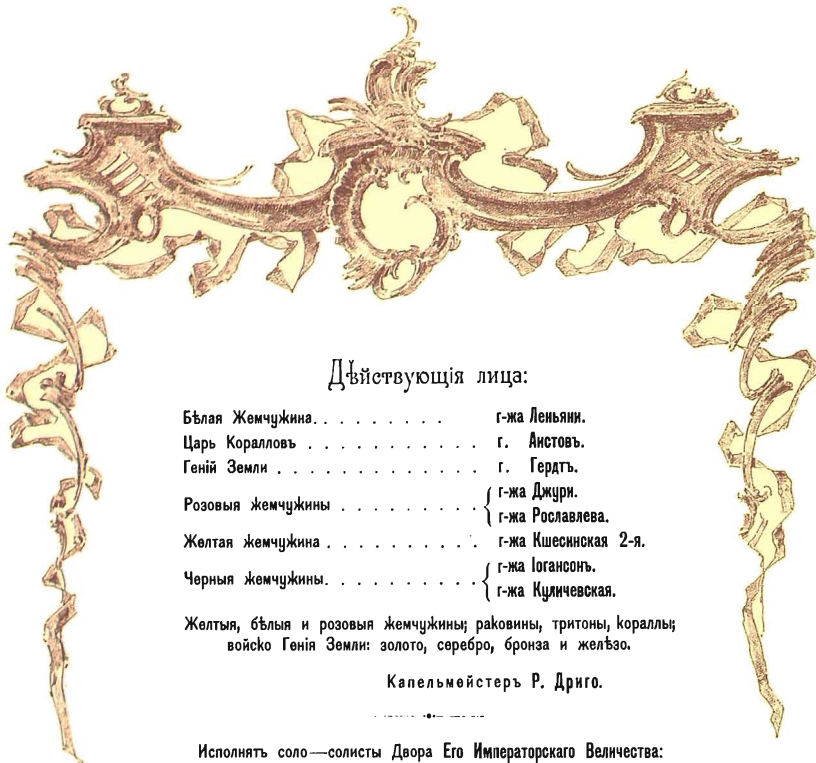 Дѣйствующія лица:
Бѣлая Жемчужина. . . . . . . . . . г-жа Леньяни.
Царь Коралловъ . . . . . . . . . . . . г. Аистовъ.
Геній Земли . . . . . . . . . . . . . . г. Гердтъ.
Розовыя жемчужины . . . . . . . . . . { г-жа Джури.
г-жа Рославлева.
Желтая жемчужина . . . . . . . . . . . г-жа Кшесинская 2-я.
Черныя жемчужины. . . . . . . . . . . { г-жа Іогансонъ.
г-жа Куличевская.
Желтыя, бѣлыя и розовыя жемчужины; раковины, тритоны, кораллы;
войско Генія Земли: золото, серебро, бронза и желѣзо.
Капельмейстеръ Р. Дриго.
Исполнятъ соло—солисты Двора Его Императорскаго Величества: